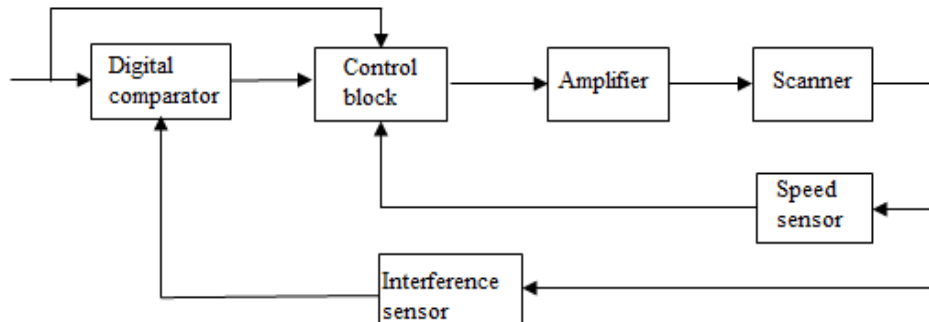 Digital
comparator
Control
block
Amplifier
Scanner
Speed
sensor
Interference
sensor